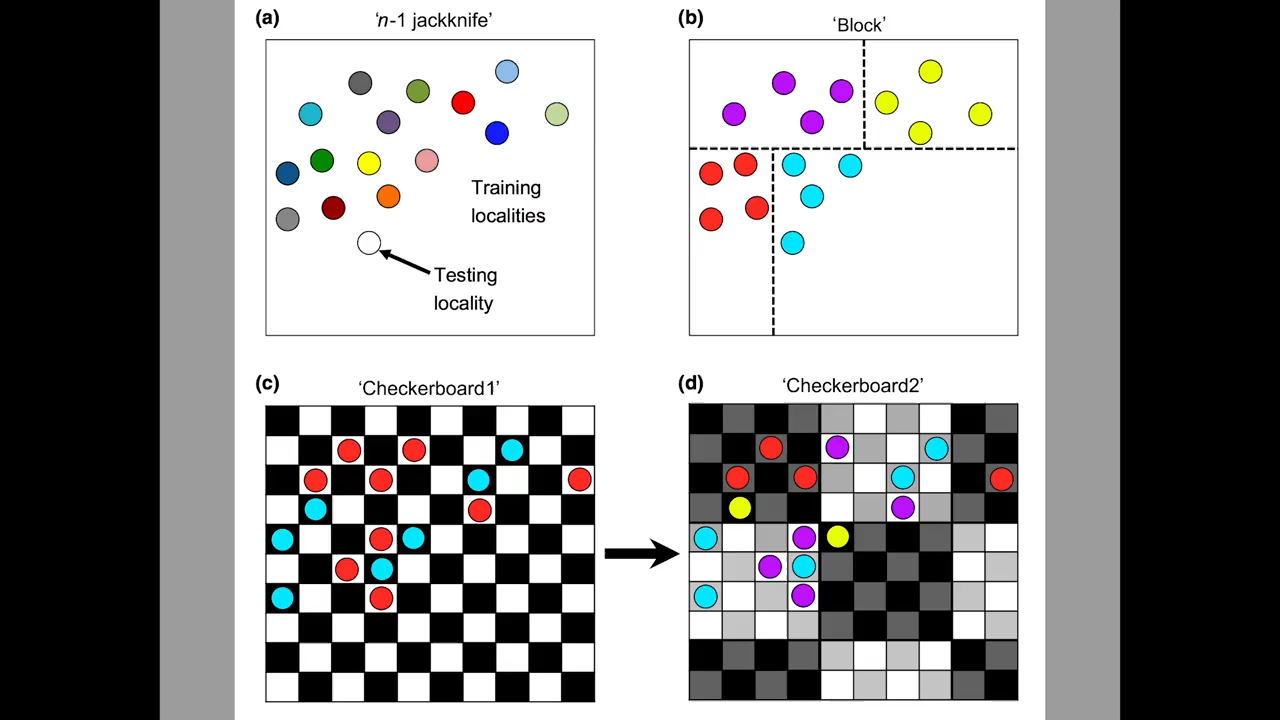 (a)
‘n-1 jackknife’
(b)
‘Block’
Training
localities
Testing
locality
(c)
‘Checkerboard1’
(d)
‘Checkerboard2’